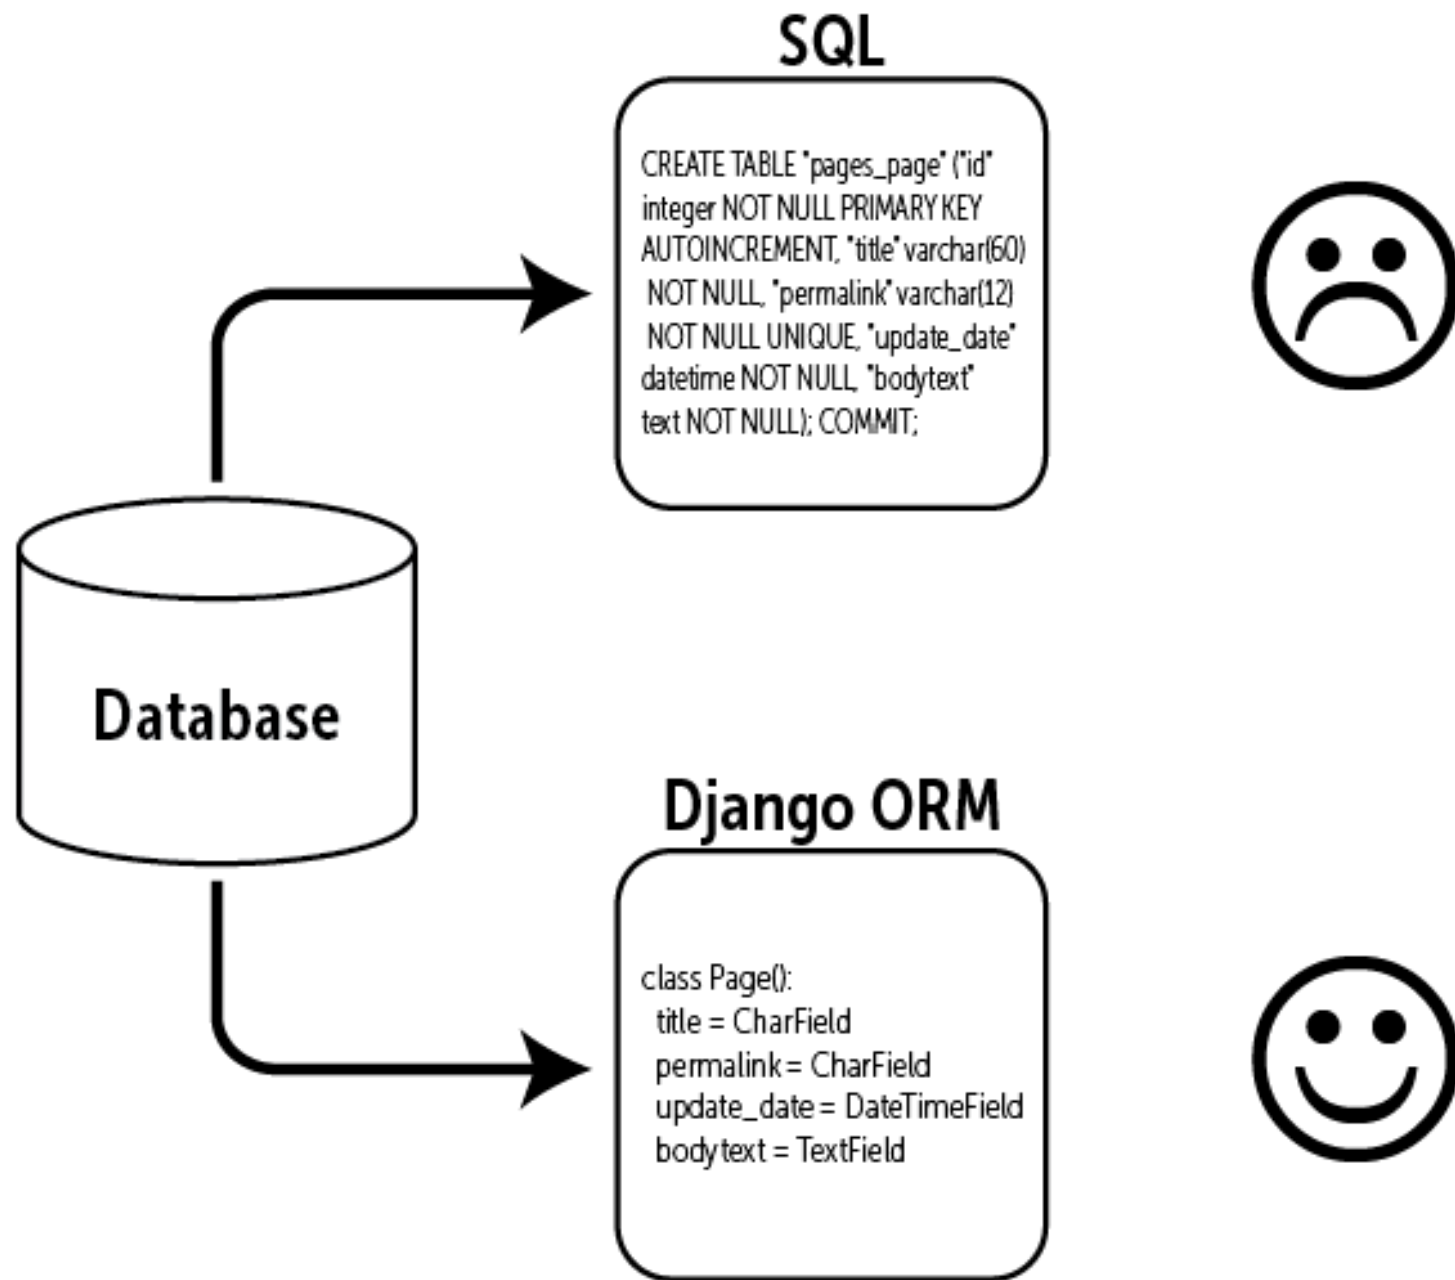 SQL
CREATE TABLE "pages_page" ("id"
integer NOT NULL PRIMARY KEY
AUTOINCREMENT, "title" varchar(60)
NOT NULL, "permalink" varchar(12)
NOT NULL UNIQUE, "update_date"
datetime NOT NULL, "bodytext"
text NOT NULL); COMMIT;
Database
Django ORM
class Page():
title = CharField
permalink = CharField
update_date = DateTimeField
bodytext = TextField